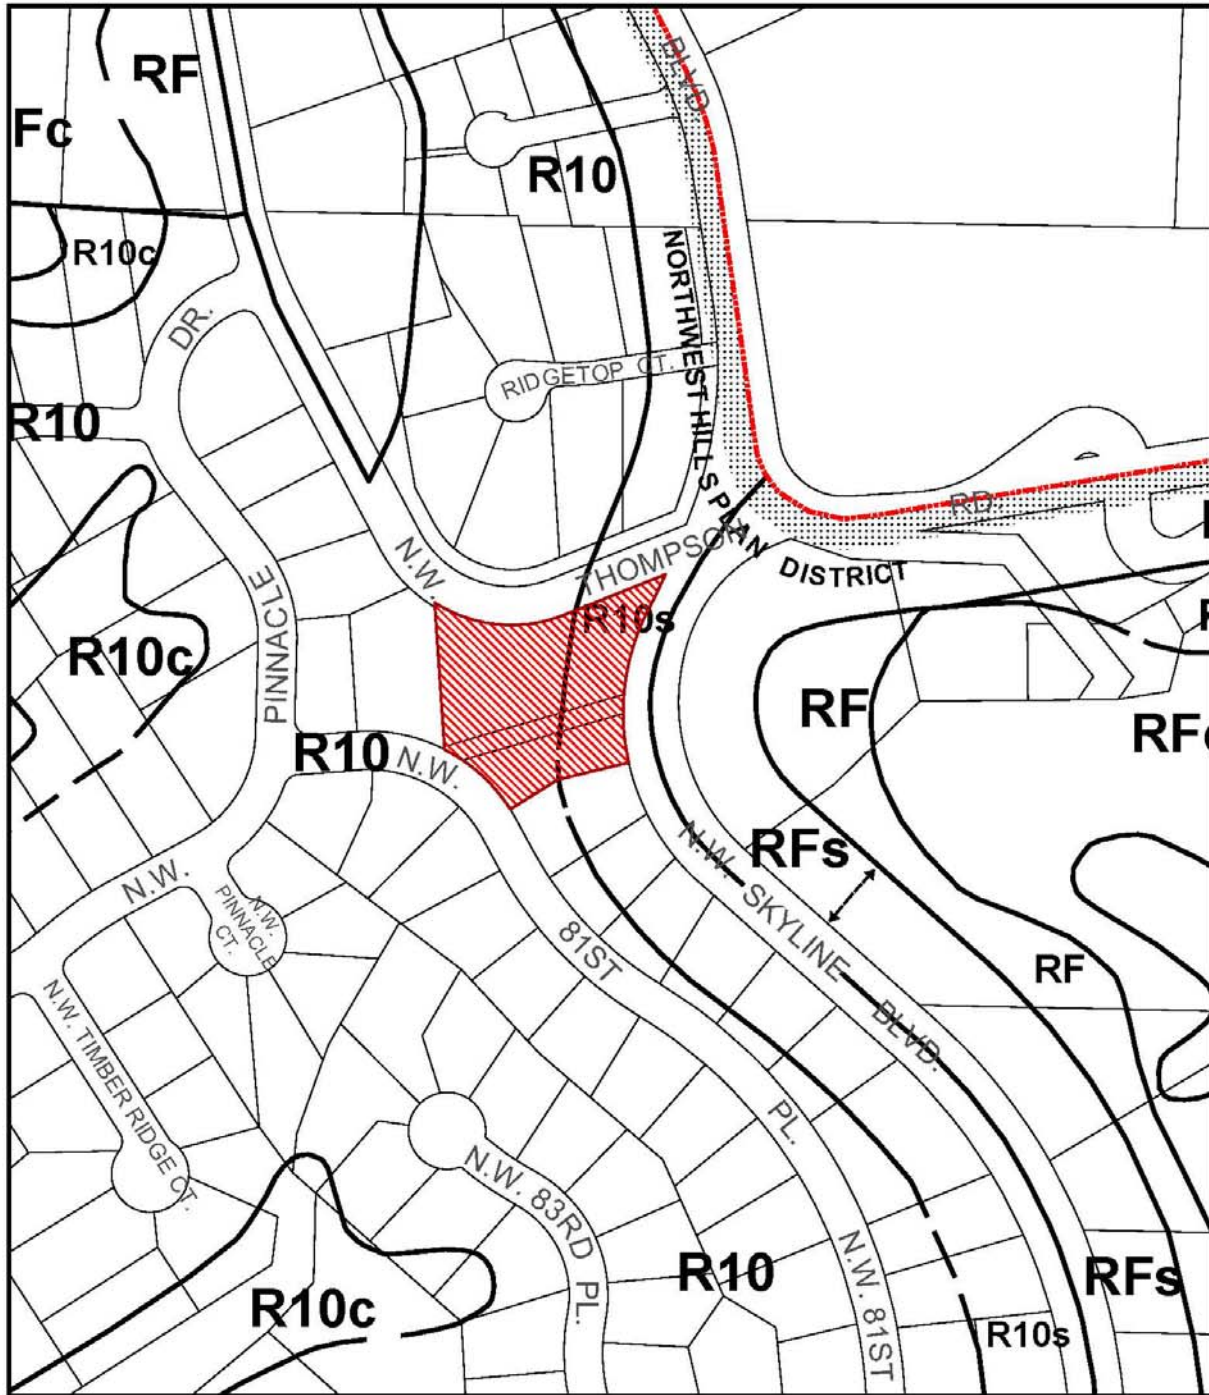 BLVD.
RF
Fc
R10
R10c
DR.
NORTHWEST HILLS PLAN DISTRICT
RIDGETOP CT.
R10
RD.
N.W. THOMPSON
R10s
PINNACLE
R10c
RF
R10
N.W.
RFs
N.W. SKYLINE BLVD.
N.W.
N.W. PINNACLE CT.
81ST
RF
N.W. TIMBER RIDGE CT.
PL.
N.W. 83RD PL.
R10
N.W. 81ST
RFs
R10c
R10s